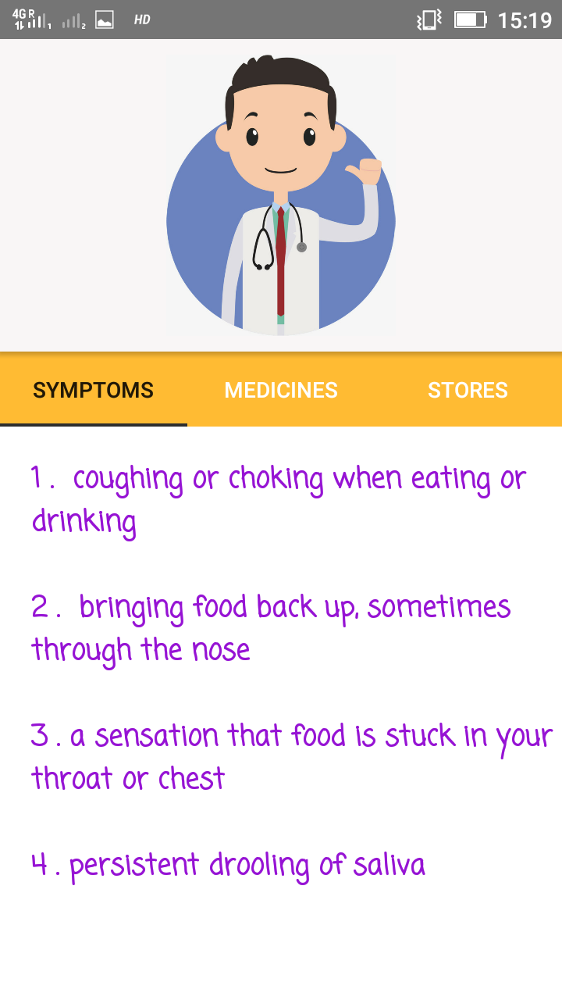 4G R 1 2 HD 15:19
SYMPTOMS MEDICINES STORES
1 .  coughing or choking when eating or
drinking
2 .  bringing food back up, sometimes
through the nose
3 . a sensation that food is stuck in your
throat or chest
4 . persistent drooling of saliva